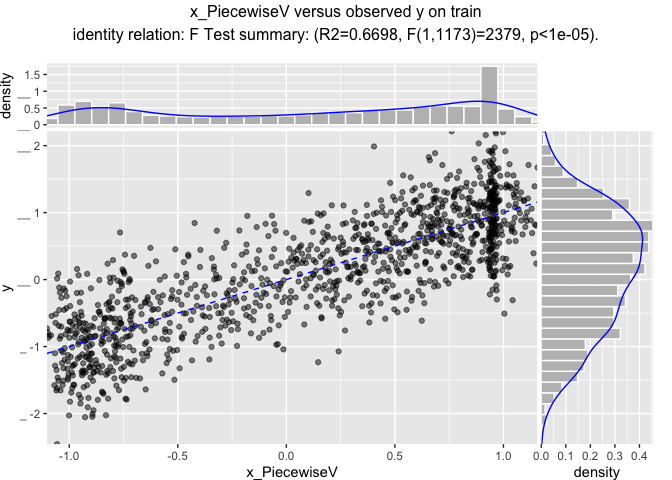 x_PiecewiseV versus observed y on train
identity relation: F Test summary: (R2=0.6698, F(1,1173)=2379, p<1e-05).
density
1.5
1
0.5
0
y
2
1
0
-1
-2
-1.0 -0.5 0.0 0.5 1.0
x_PiecewiseV
0.0 0.1 0.2 0.3 0.4
density